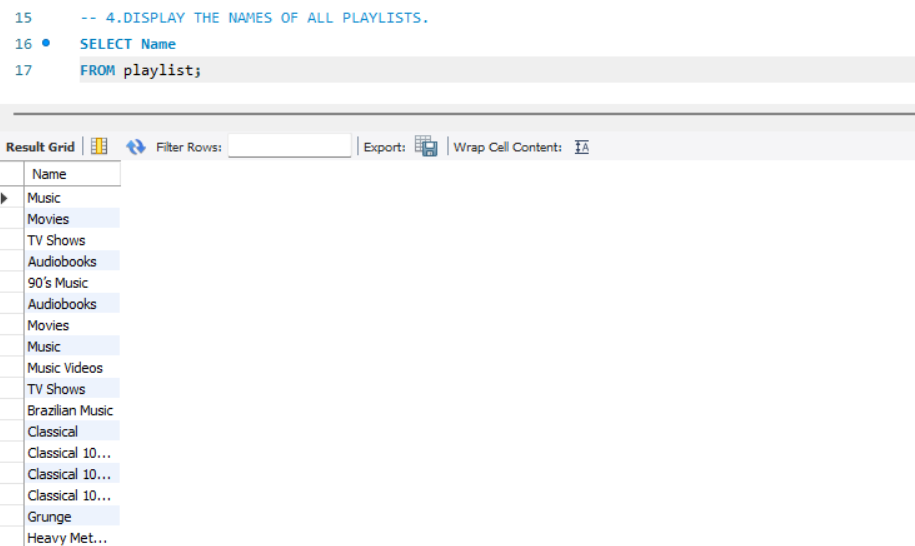 15 -- 4.DISPLAY THE NAMES OF ALL PLAYLISTS.
16 SELECT Name
17 FROM playlist;
Result Grid Filter Rows: Export: Wrap Cell Content: IA
Name
Music
Movies
TV Shows
Audiobooks
90's Music
Audiobooks
Movies
Music
Music Videos
TV Shows
Brazilian Music
Classical
Classical 10...
Classical 10...
Classical 10...
Grunge
Heavy Met...